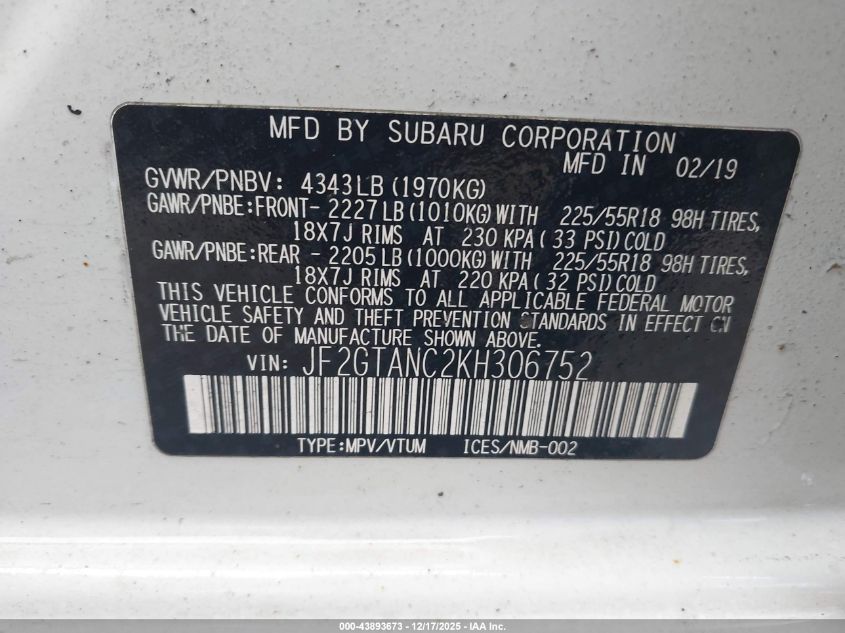 MFD BY SUBARU CORPORATION
MFD IN 02/19
GVWR/PNBV: 4343LB(1970KG)
GAWR/PNBE:FRONT- 2227LB(1010KG)WITH 225/55R18 98H TIRES,
18X7J RIMS AT 230 KPA(33 PSI)COLD
GAWR/PNBE:REAR - 2205LB(1000KG)WITH 225/55R18 98H TIRES,
18X7J RIMS AT 220 KPA(32 PSI)COLD
THIS VEHICLE CONFORMS TO ALL APPLICABLE FEDERAL MOTOR
VEHICLE SAFETY AND THEFT PREVENTION STANDARDS IN EFFECT ON
THE DATE OF MANUFACTURE SHOWN ABOVE.
VIN: JF2GTANC2KH306752
TYPE:MPV/VTUM ICES/NMB-002
000-43893673 • 12/17/2025 • IAA Inc.